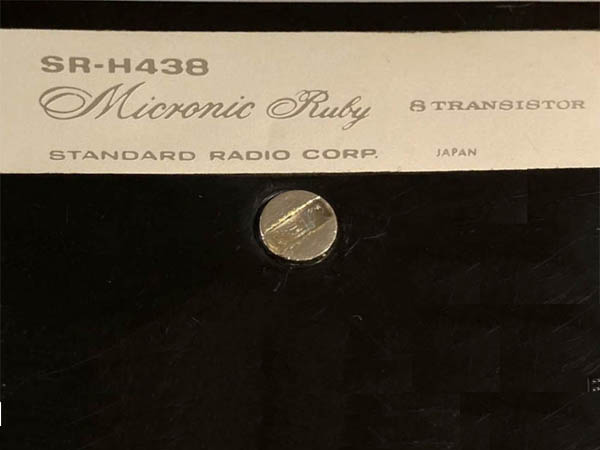 SR-H438
Micronic Ruby 8 TRANSISTOR
STANDARD RADIO CORP. JAPAN